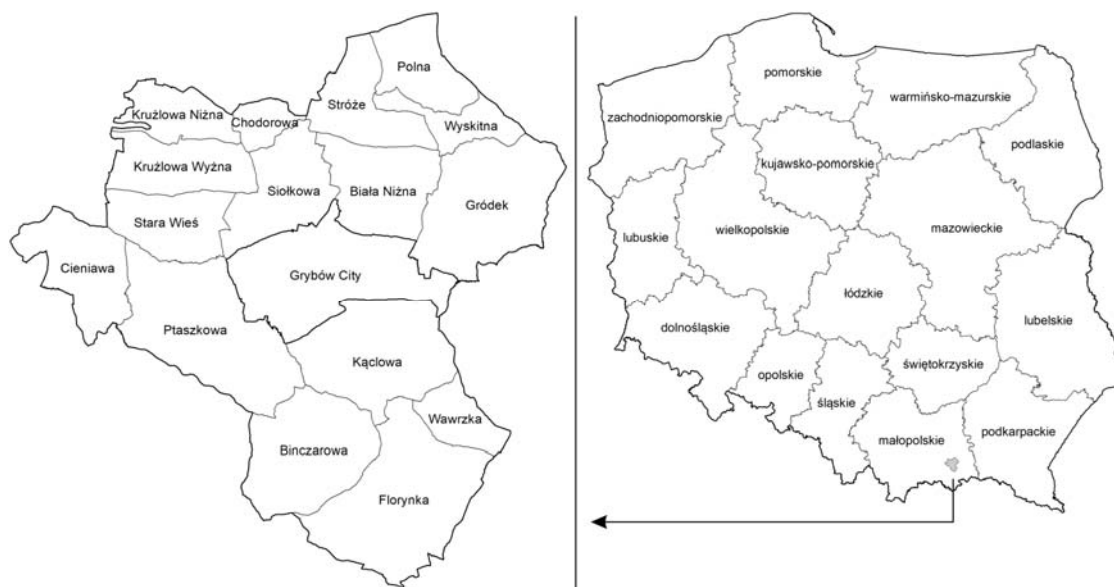 Polna
Stróże
Krużlowa Niżna
Chodorowa
Wyskitna
Krużlowa Wyżna
Siołkowa
Biała Niżna
Gródek
Stara Wieś
Cieniawa
Grybów City
Ptaszkowa
Kąclowa
Wawrzka
Binczarowa
Florynka
pomorskie
warmińsko-mazurskie
zachodniopomorskie
podlaskie
kujawsko-pomorskie
mazowieckie
wielkopolskie
lubuskie
łódzkie
lubelskie
dolnośląskie
świętokrzyskie
opolskie
śląskie
małopolskie
podkarpackie